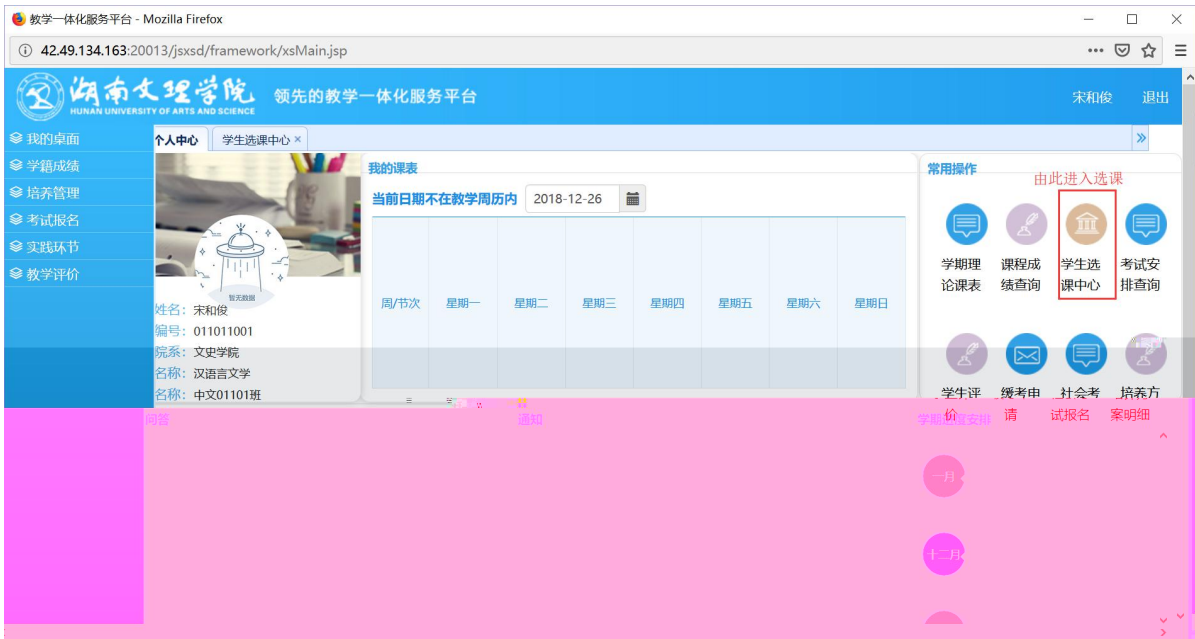 教学一体化服务平台 - Mozilla Firefox
42.49.134.163:20013/jsxsd/framework/xsMain.jsp
湖南文理学院
HUNAN UNIVERSITY OF ARTS AND SCIENCE
领先的教学一体化服务平台
宋和俊 退出
我的桌面
学籍成绩
培养管理
考试报名
实践环节
教学评价
个人中心 学生选课中心
暂无数据
姓名：宋和俊
编号：011011001
院系：文史学院
名称：汉语言文学
名称：中文01101班
我的课表
当前日期不在教学周历内 2018-12-26
周/节次 星期一 星期二 星期三 星期四 星期五 星期六 星期日
常用操作
由此进入选课
学期理论课表
课程成绩查询
学生选课中心
考试安排查询
学生评价
缓考申请
社会考试报名
培养方案明细
问答
通知
学期进度安排
一月
十二月